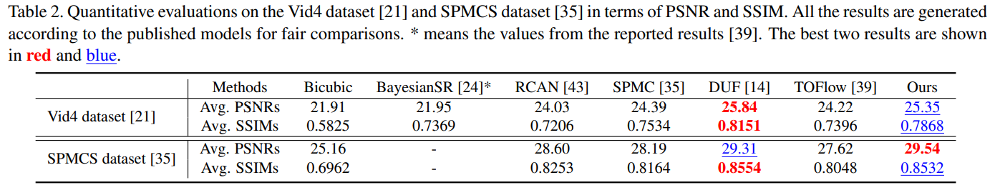 Table 2. Quantitative evaluations on the Vid4 dataset [21] and SPMCS dataset [35] in terms of PSNR and SSIM. All the results are generated
according to the published models for fair comparisons. * means the values from the reported results [39]. The best two results are shown
in red and blue.
Methods Bicubic BayesianSR [24]* RCAN [43] SPMC [35] DUF [14] TOFlow [39] Ours
Vid4 dataset [21] Avg. PSNRs 21.91 21.95 24.03 24.39 25.84 24.22 25.35
Avg. SSIMs 0.5825 0.7369 0.7206 0.7534 0.8151 0.7396 0.7868
SPMCS dataset [35] Avg. PSNRs 25.16 - 28.60 28.19 29.31 27.62 29.54
Avg. SSIMs 0.6962 - 0.8253 0.8164 0.8554 0.8048 0.8532